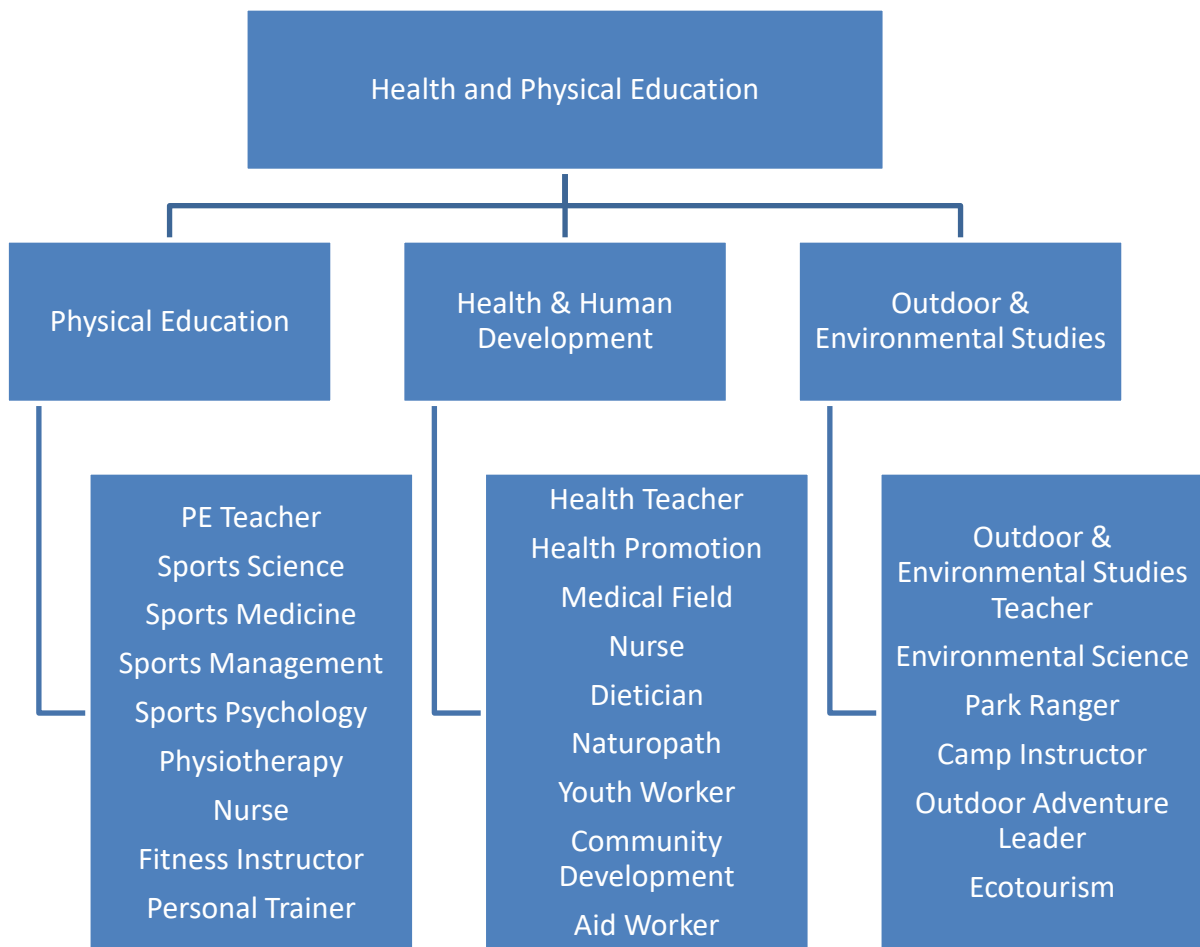 Health and Physical Education
Physical Education
Health & Human
Development
Outdoor &
Environmental Studies
PE Teacher
Sports Science
Sports Medicine
Sports Management
Sports Psychology
Physiotherapy
Nurse
Fitness Instructor
Personal Trainer
Health Teacher
Health Promotion
Medical Field
Nurse
Dietician
Naturopath
Youth Worker
Community
Development
Aid Worker
Outdoor &
Environmental Studies
Teacher
Environmental Science
Park Ranger
Camp Instructor
Outdoor Adventure
Leader
Ecotourism